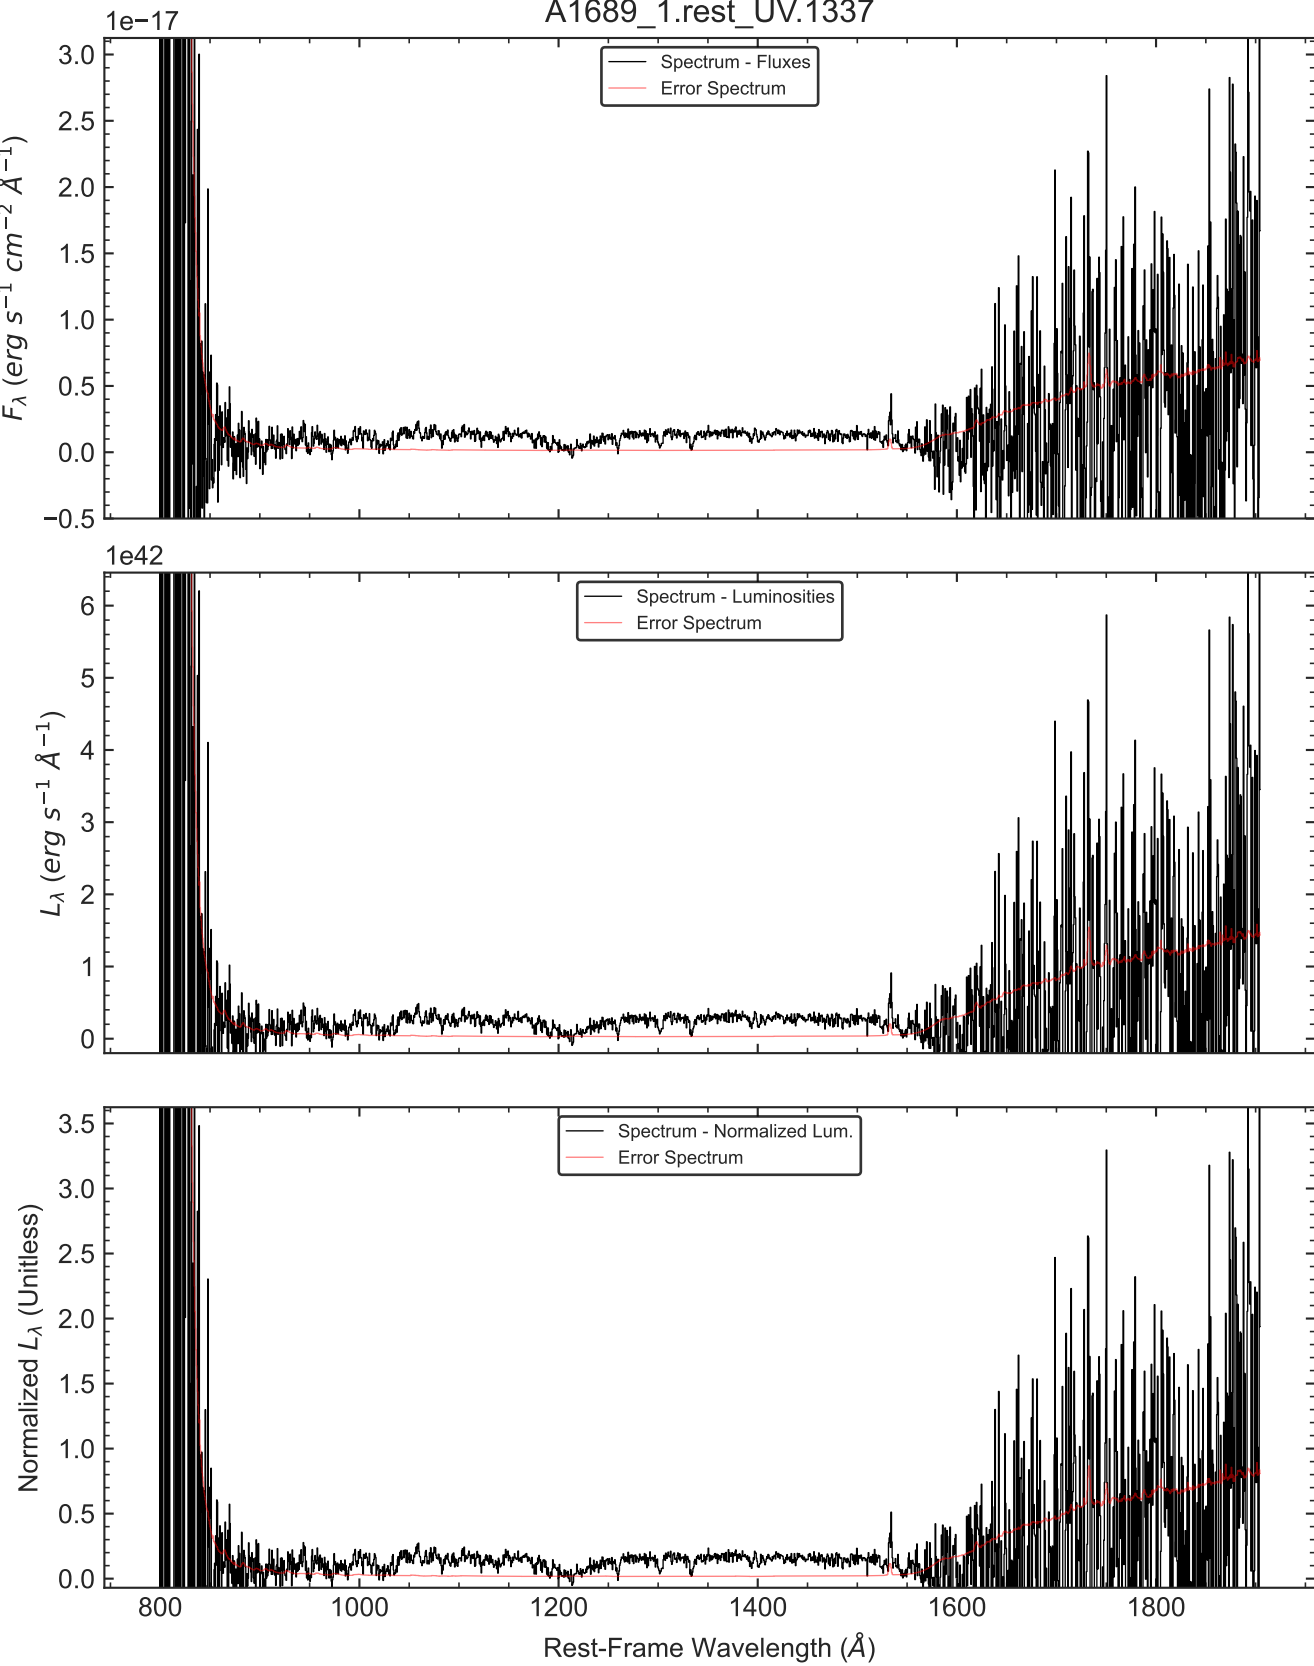 A1689_1.rest_UV.1337
1e−17
Spectrum - Fluxes
Error Spectrum
3.0
2.5
2.0
1.5
1.0
0.5
0.0
−0.5
Fλ (erg s−1 cm−2 Å−1)
1e42
Spectrum - Luminosities
Error Spectrum
6
5
4
3
2
1
0
Lλ (erg s−1 Å−1)
Spectrum - Normalized Lum.
Error Spectrum
3.5
3.0
2.5
2.0
1.5
1.0
0.5
0.0
Normalized Lλ (Unitless)
800 1000 1200 1400 1600 1800
Rest-Frame Wavelength (Å)